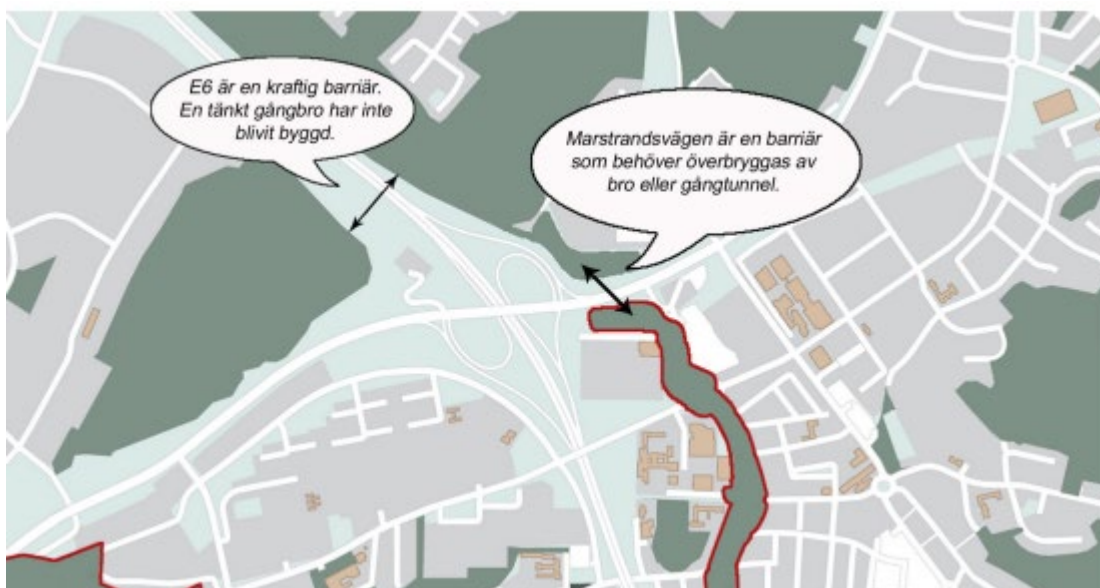 E6 är en kraftig barriär.
En tänkt gångbro har inte
blivit byggd.
Marstrandsvägen är en barriär
som behöver överbryggas av
bro eller gångtunnel.